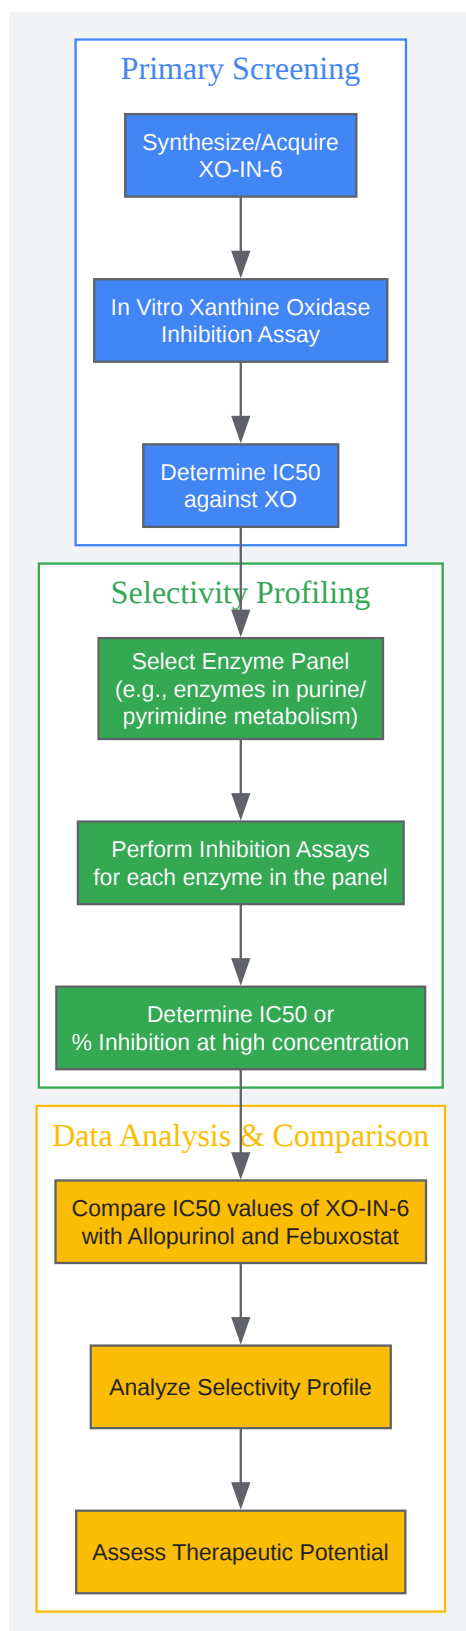 Primary Screening
Synthesize/Acquire
XO-IN-6
In Vitro Xanthine Oxidase
Inhibition Assay
Determine IC50
against XO
Selectivity Profiling
Select Enzyme Panel
(e.g., enzymes in purine/
pyrimidine metabolism)
Perform Inhibition Assays
for each enzyme in the panel
Determine IC50 or
% Inhibition at high concentration
Data Analysis & Comparison
Compare IC50 values of XO-IN-6
with Allopurinol and Febuxostat
Analyze Selectivity Profile
Assess Therapeutic Potential